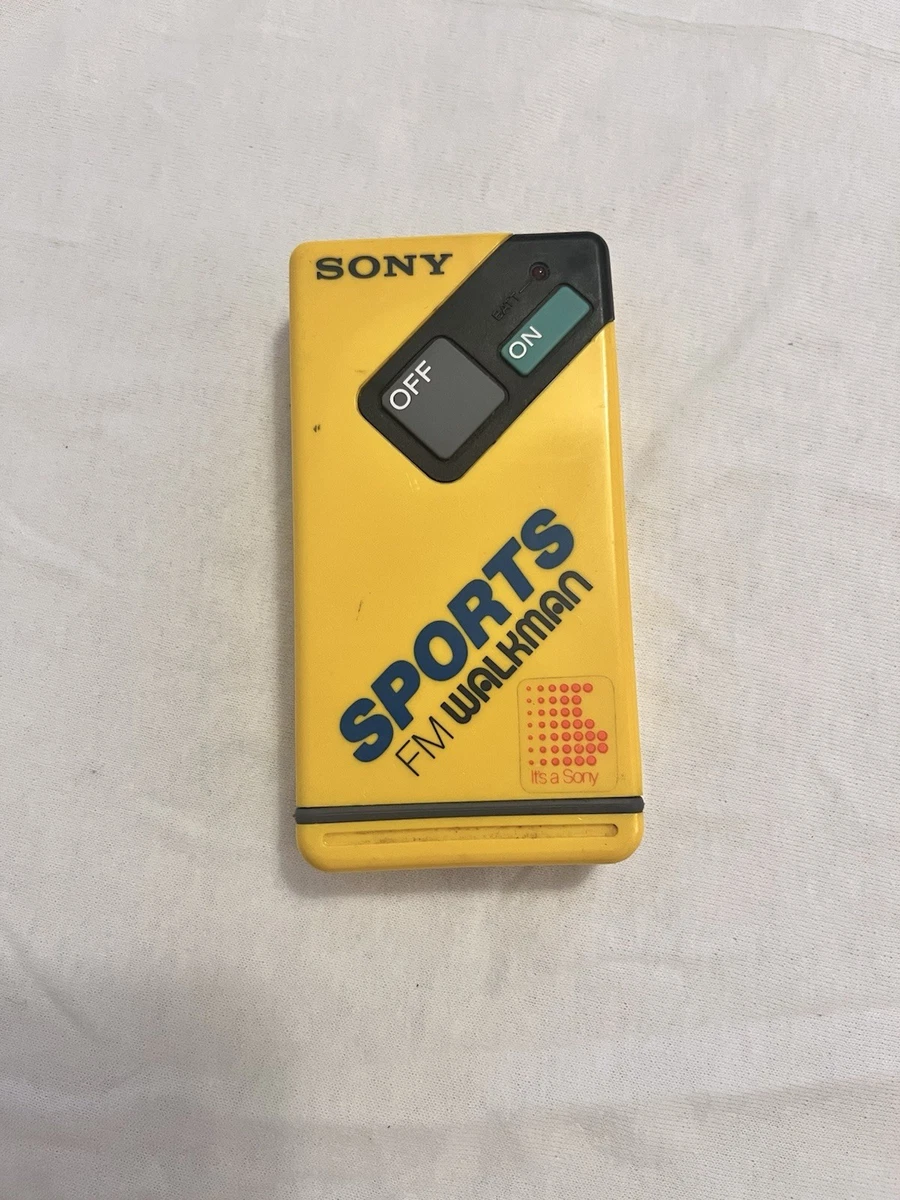 SONY
BATT
ON
OFF
SPORTS
FM WALKMAN
It's a Sony